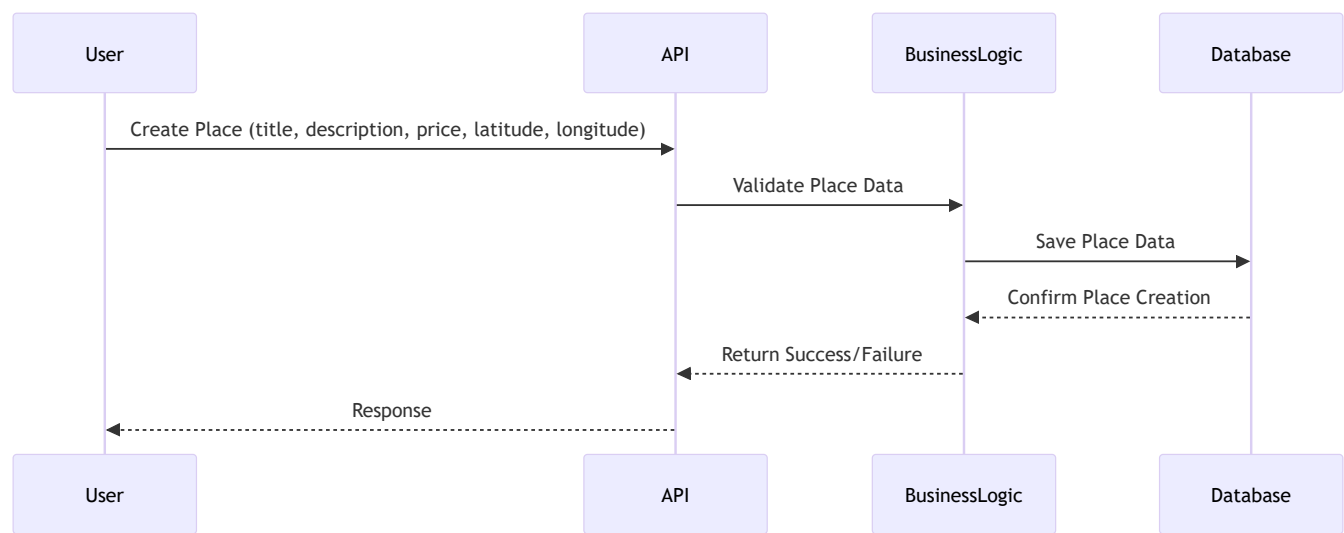 User
API
BusinessLogic
Database
Create Place (title, description, price, latitude, longitude)
Validate Place Data
Save Place Data
Confirm Place Creation
Return Success/Failure
Response
User
API
BusinessLogic
Database